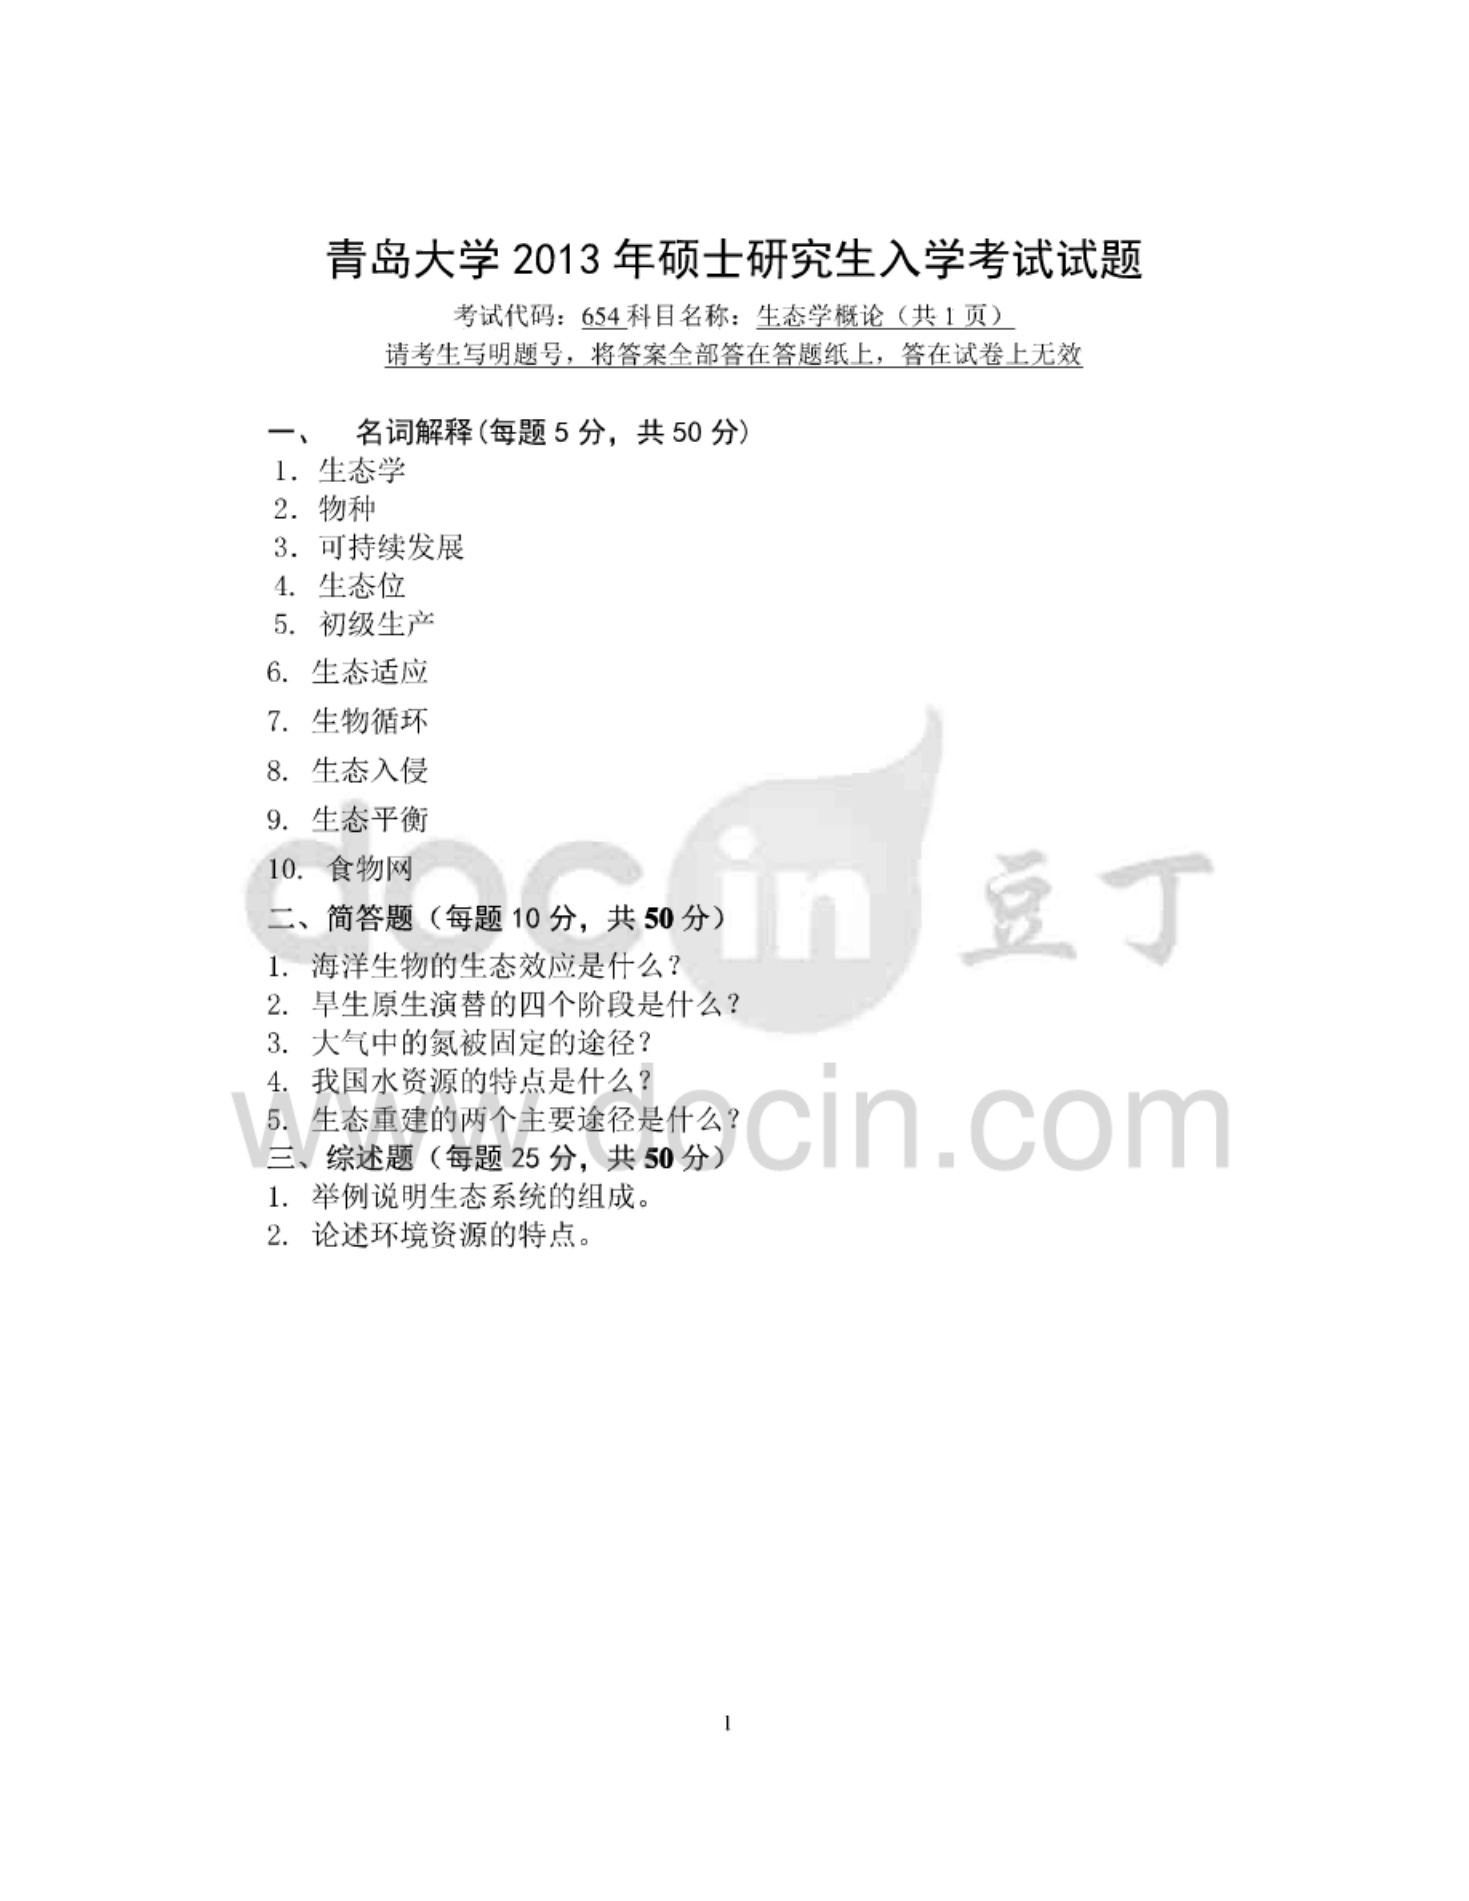 青岛大学 2013 年硕士研究生入学考试试题
考试代码：654 科目名称：生态学概论（共 1 页）
请考生写明题号，将答案全部答在答题纸上，答在试卷上无效
一、 名词解释(每题 5 分，共 50 分)
1. 生态学
2. 物种
3. 可持续发展
4. 生态位
5. 初级生产
6. 生态适应
7. 生物循环
8. 生态入侵
9. 生态平衡
10. 食物网
二、简答题（每题 10 分，共 50 分）
1. 海洋生物的生态效应是什么？
2. 旱生原生演替的四个阶段是什么？
3. 大气中的氮被固定的途径？
4. 我国水资源的特点是什么？
5. 生态重建的两个主要途径是什么？
三、综述题（每题 25 分，共 50 分）
1. 举例说明生态系统的组成。
2. 论述环境资源的特点。
docin 豆丁
www.docin.com
1